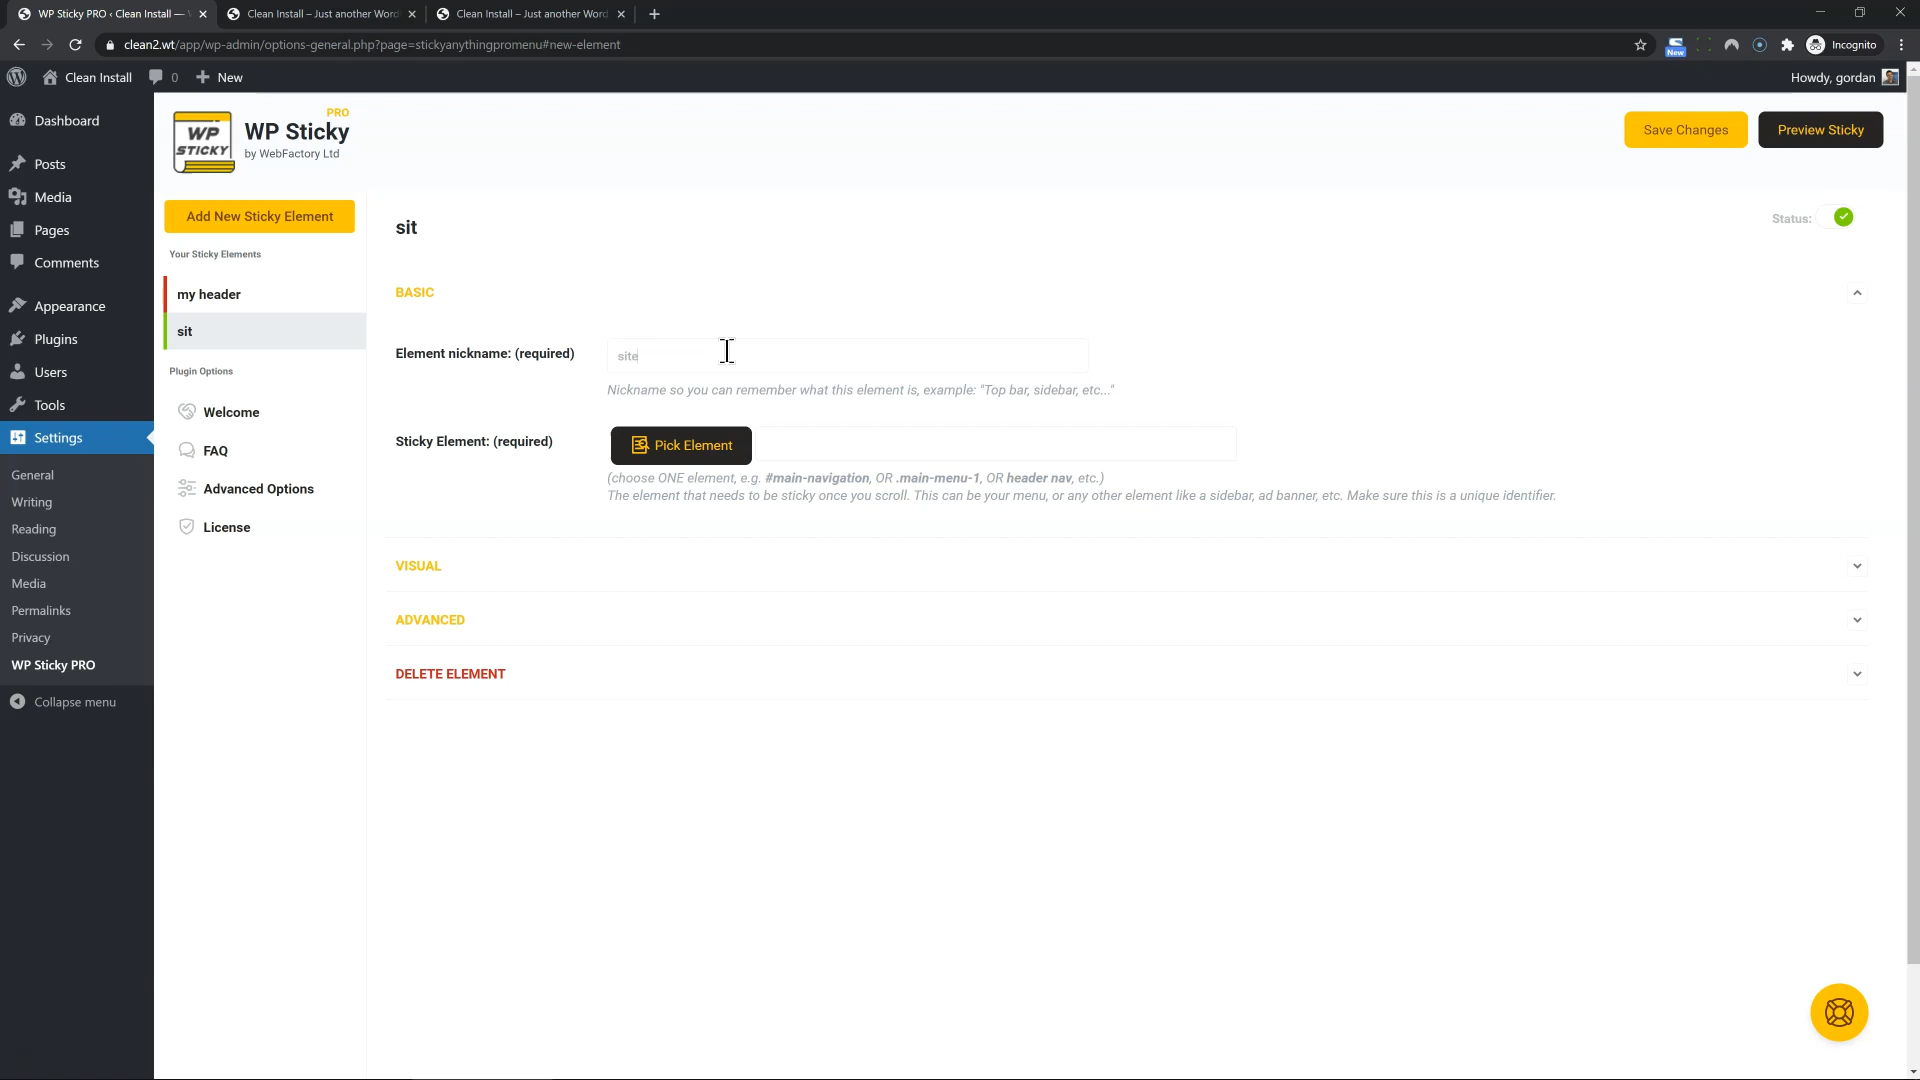 WP Sticky PRO ‹ Clean Install —
Clean Install – Just another Word
Clean Install – Just another Word
clean2.wt/app/wp-admin/options-general.php?page=stickyanythingpromenu#new-element
New
Incognito
Clean Install
0
New
Howdy, gordan
Dashboard
Posts
Media
Pages
Comments
Appearance
Plugins
Users
Tools
Settings
General
Writing
Reading
Discussion
Media
Permalinks
Privacy
WP Sticky PRO
Collapse menu
WP
STICKY
PRO
WP Sticky
by WebFactory Ltd
Save Changes
Preview Sticky
Add New Sticky Element
Your Sticky Elements
my header
sit
Plugin Options
Welcome
FAQ
Advanced Options
License
sit
Status:
BASIC
Element nickname: (required)
site
Nickname so you can remember what this element is, example: "Top bar, sidebar, etc..."
Sticky Element: (required)
Pick Element
(choose ONE element, e.g. #main-navigation, OR .main-menu-1, OR header nav, etc.)
The element that needs to be sticky once you scroll. This can be your menu, or any other element like a sidebar, ad banner, etc. Make sure this is a unique identifier.
VISUAL
ADVANCED
DELETE ELEMENT